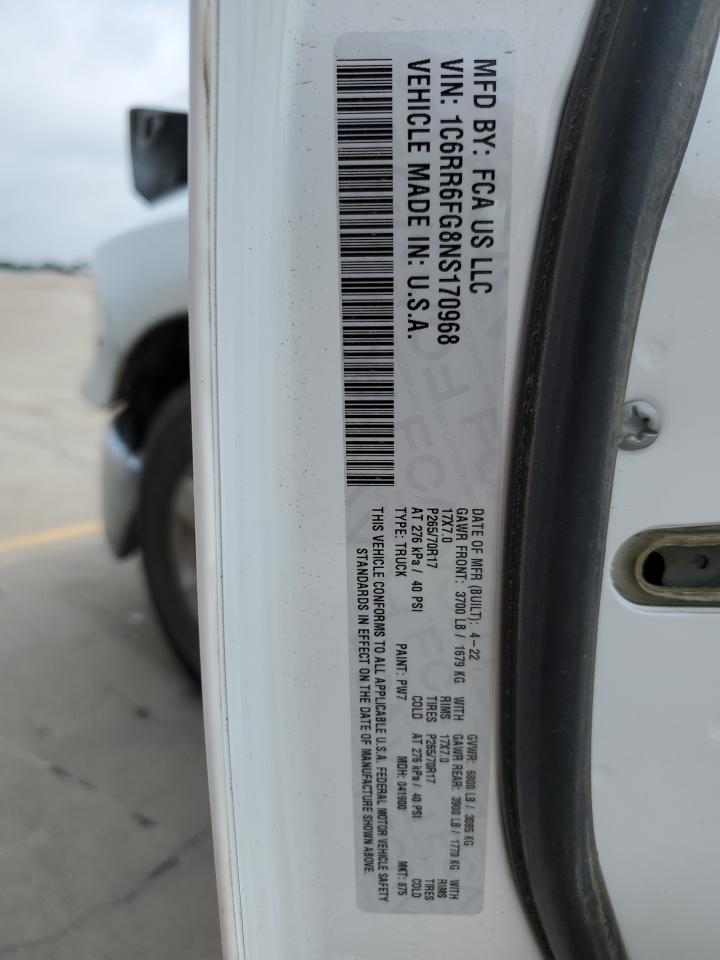 MFD BY: FCA US LLC
VIN: 1C6RR6FG8NS170968
VEHICLE MADE IN: U.S.A.
DATE OF MFR (BUILT): 4-22 GVWR: 6800 LB / 3085 KG
GAWR FRONT: 3700 LB / 1679 KG WITH GAWR REAR: 3900 LB / 1770 KG WITH
17X7.0 RIMS 17X7.0 RIMS
P265/70R17 TIRES P265/70R17 TIRES
AT 276 kPa / 40 PSI COLD AT 276 kPa / 40 PSI COLD
TYPE: TRUCK PAINT: PW7 MDH: 041900 MKT: 875
THIS VEHICLE CONFORMS TO ALL APPLICABLE U.S.A. FEDERAL MOTOR VEHICLE SAFETY
STANDARDS IN EFFECT ON THE DATE OF MANUFACTURE SHOWN ABOVE.